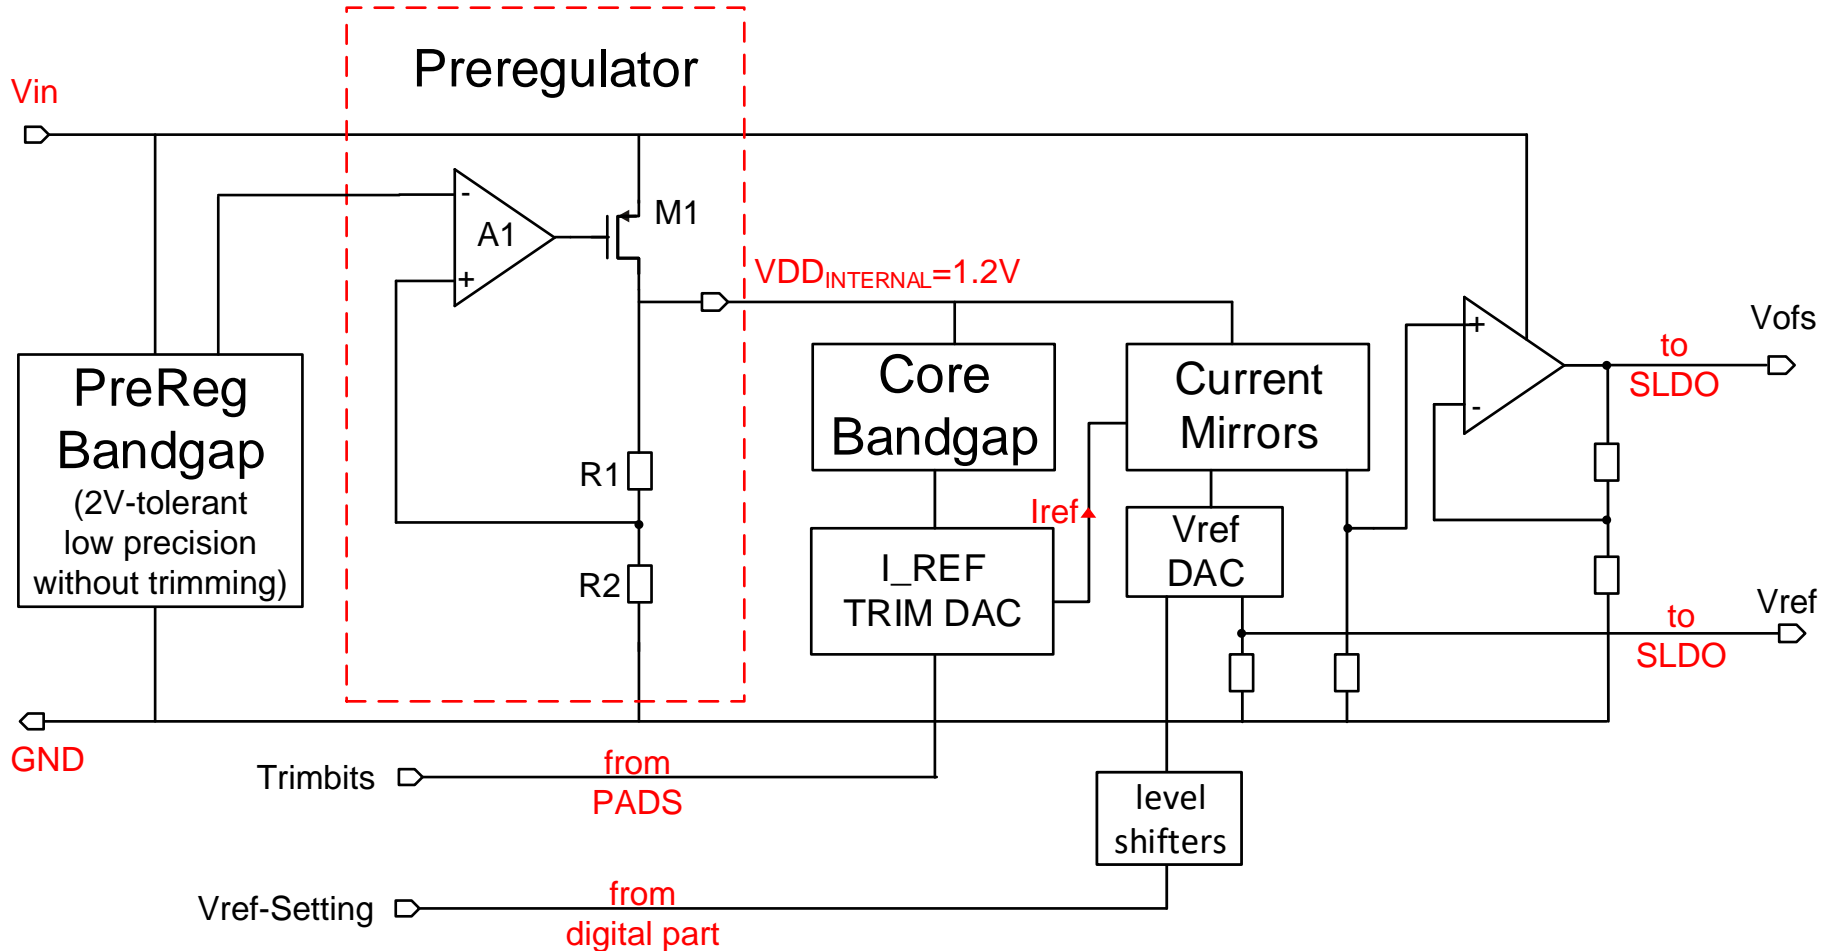 Preregulator
Vin
M1
-
A1
+
VDDINTERNAL=1.2V
PreReg
Bandgap
(2V-tolerant
low precision
without trimming)
R1
R2
Core
Bandgap
Current
Mirrors
+
-
Vofs
to
SLDO
Iref
I_REF
TRIM DAC
Vref
DAC
Vref
to
SLDO
GND
Trimbits
from
PADS
level
shifters
Vref-Setting
from
digital part